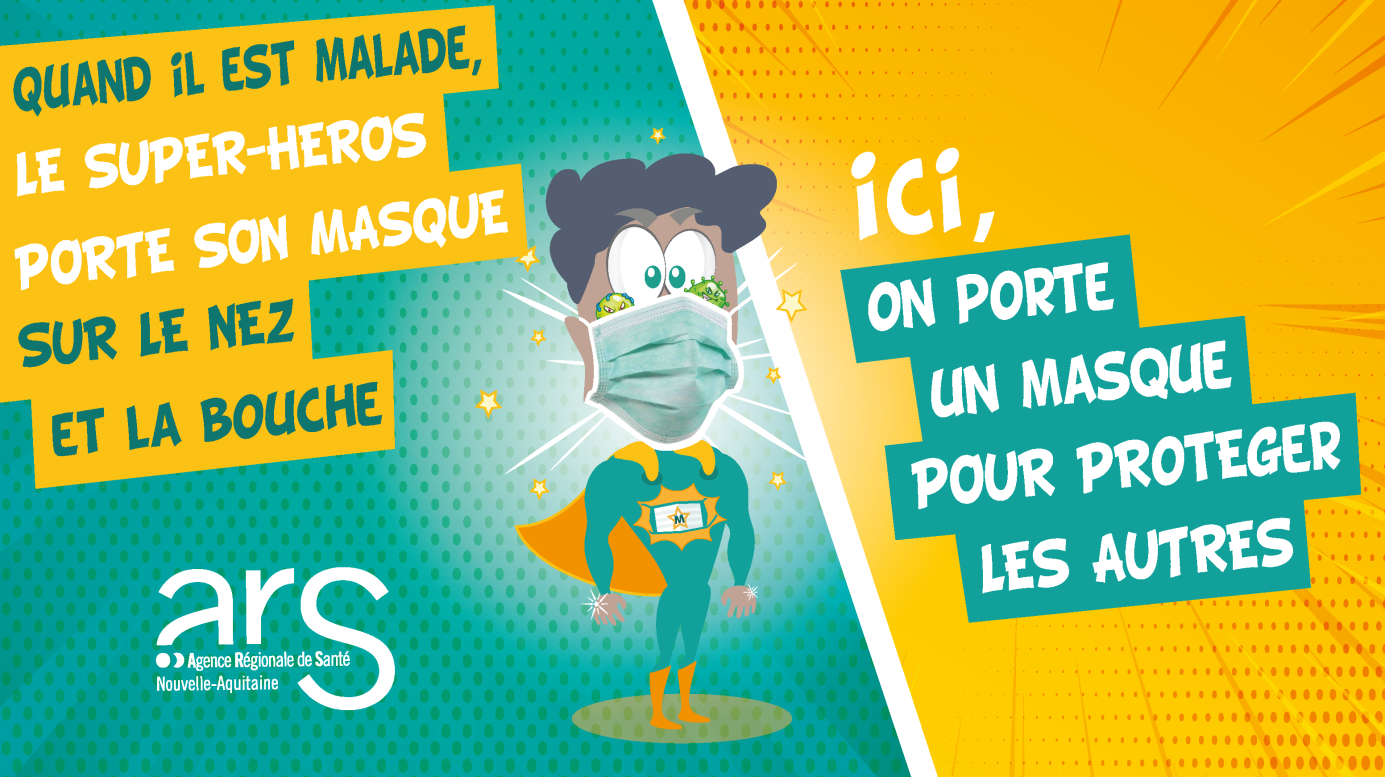 QUAND iL EST MALADE,
LE SUPER-HEROS
PORTE SON MASQUE
SUR LE NEZ
ET LA BOUCHE
iCi,
ON PORTE
UN MASQUE
POUR PROTEGER
LES AUTRES
M
ars
Agence Régionale de Santé
Nouvelle-Aquitaine